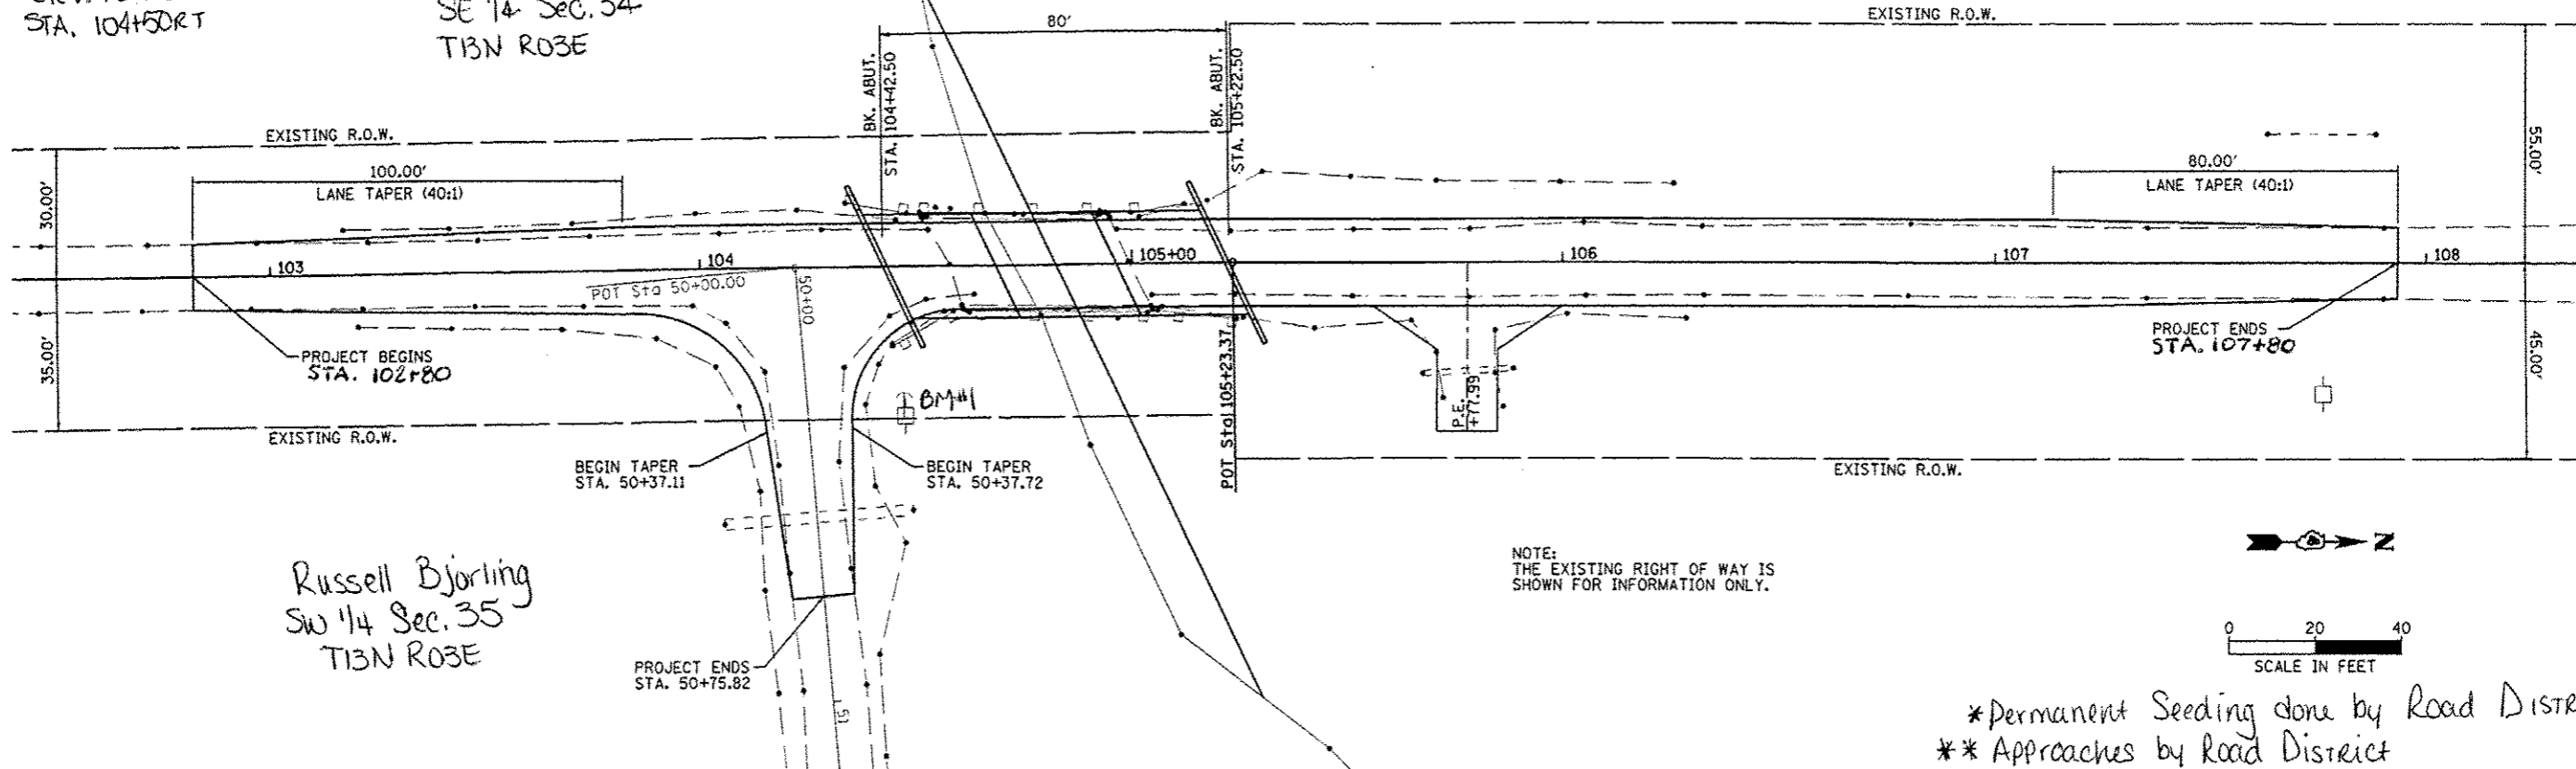 STA. 104+50RT
SE 1/4 Sec. 34
T13N R03E
80'
EXISTING R.O.W.
BK. ABUT.
STA. 104+42.50
BK. ABUT.
STA. 105+22.50
EXISTING R.O.W.
100.00'
LANE TAPER (40:1)
80.00'
LANE TAPER (40:1)
30.00'
55.00'
103
104
105+00
106
107
108
POT Sta 50+00.00
50+00
PROJECT BEGINS
STA. 102+80
35.00'
PROJECT ENDS
STA. 107+80
45.00'
BM#1
P.E.
+77.99
POT Sta 105+23.37
EXISTING R.O.W.
BEGIN TAPER
STA. 50+37.11
BEGIN TAPER
STA. 50+37.72
EXISTING R.O.W.
Russell Bjorling
SW 1/4 Sec. 35
T13N R03E
NOTE:
THE EXISTING RIGHT OF WAY IS
SHOWN FOR INFORMATION ONLY.
N
0 20 40
SCALE IN FEET
PROJECT ENDS
STA. 50+75.82
51
*Permanent Seeding done by Road DISTR
** Approaches by Road District